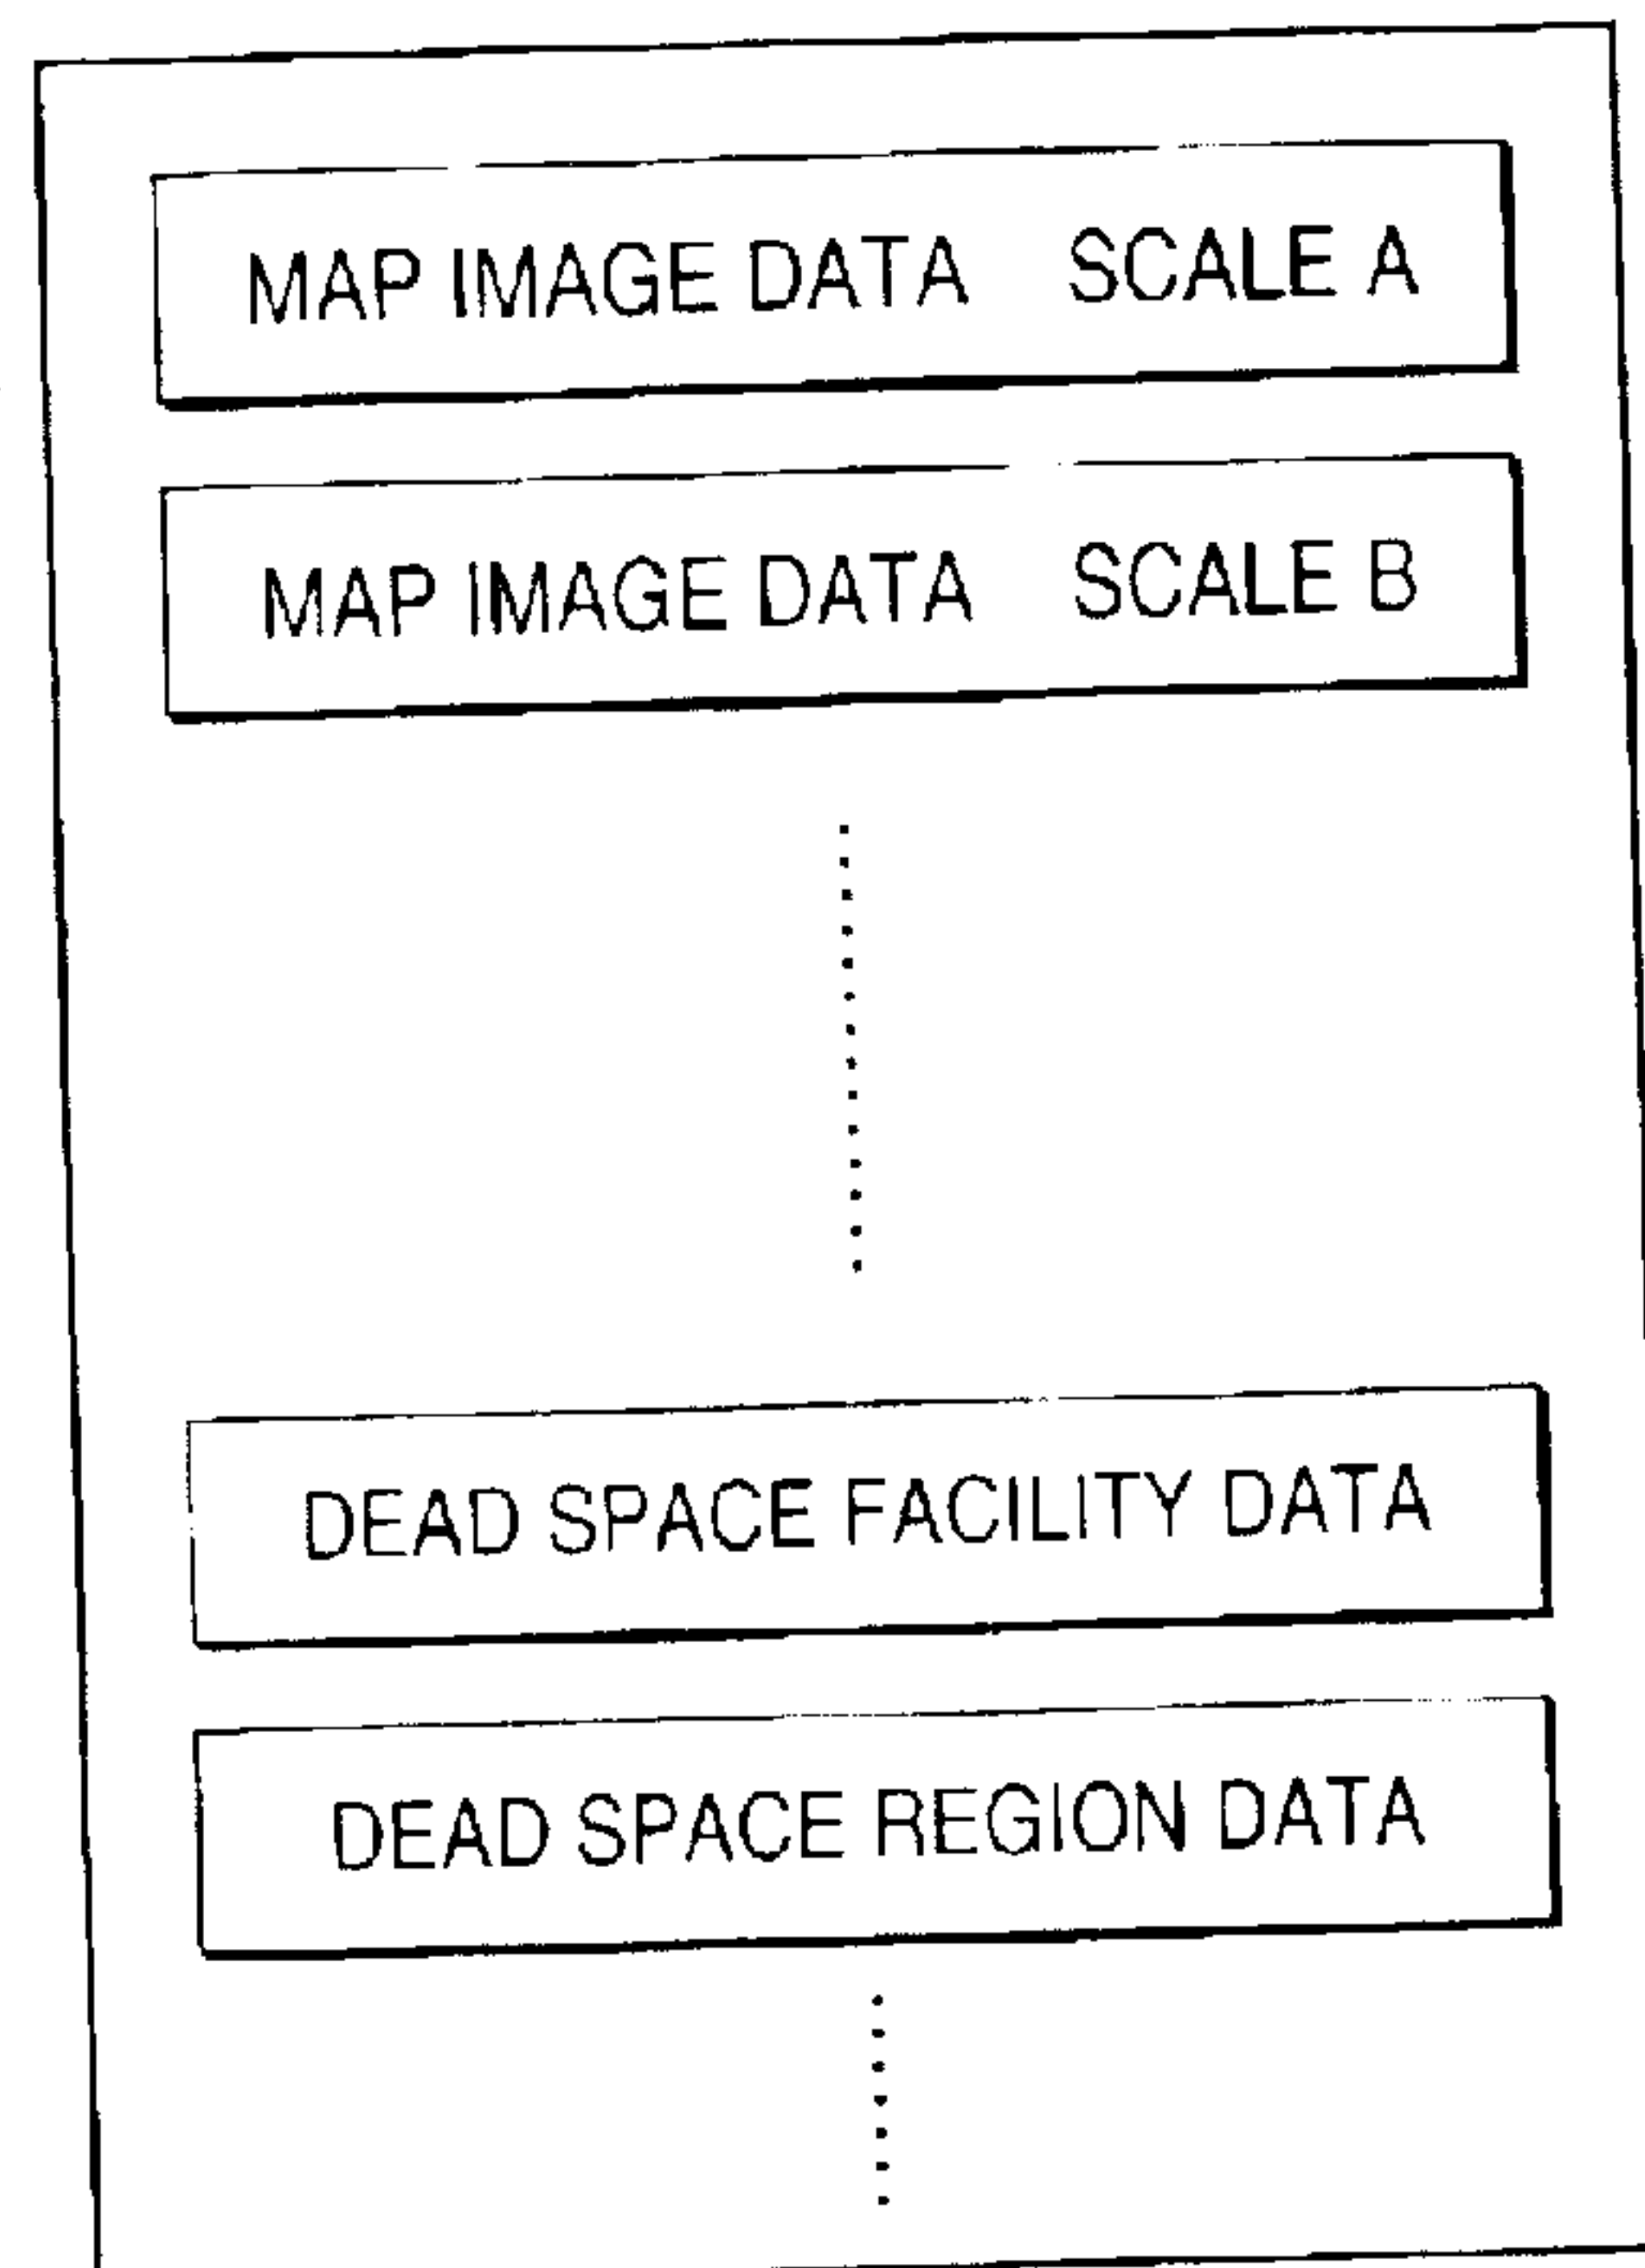 MAP IMAGE DATA SCALE A
MAP IMAGE DATA SCALE B
DEAD SPACE FACILITY DATA
DEAD SPACE REGION DATA